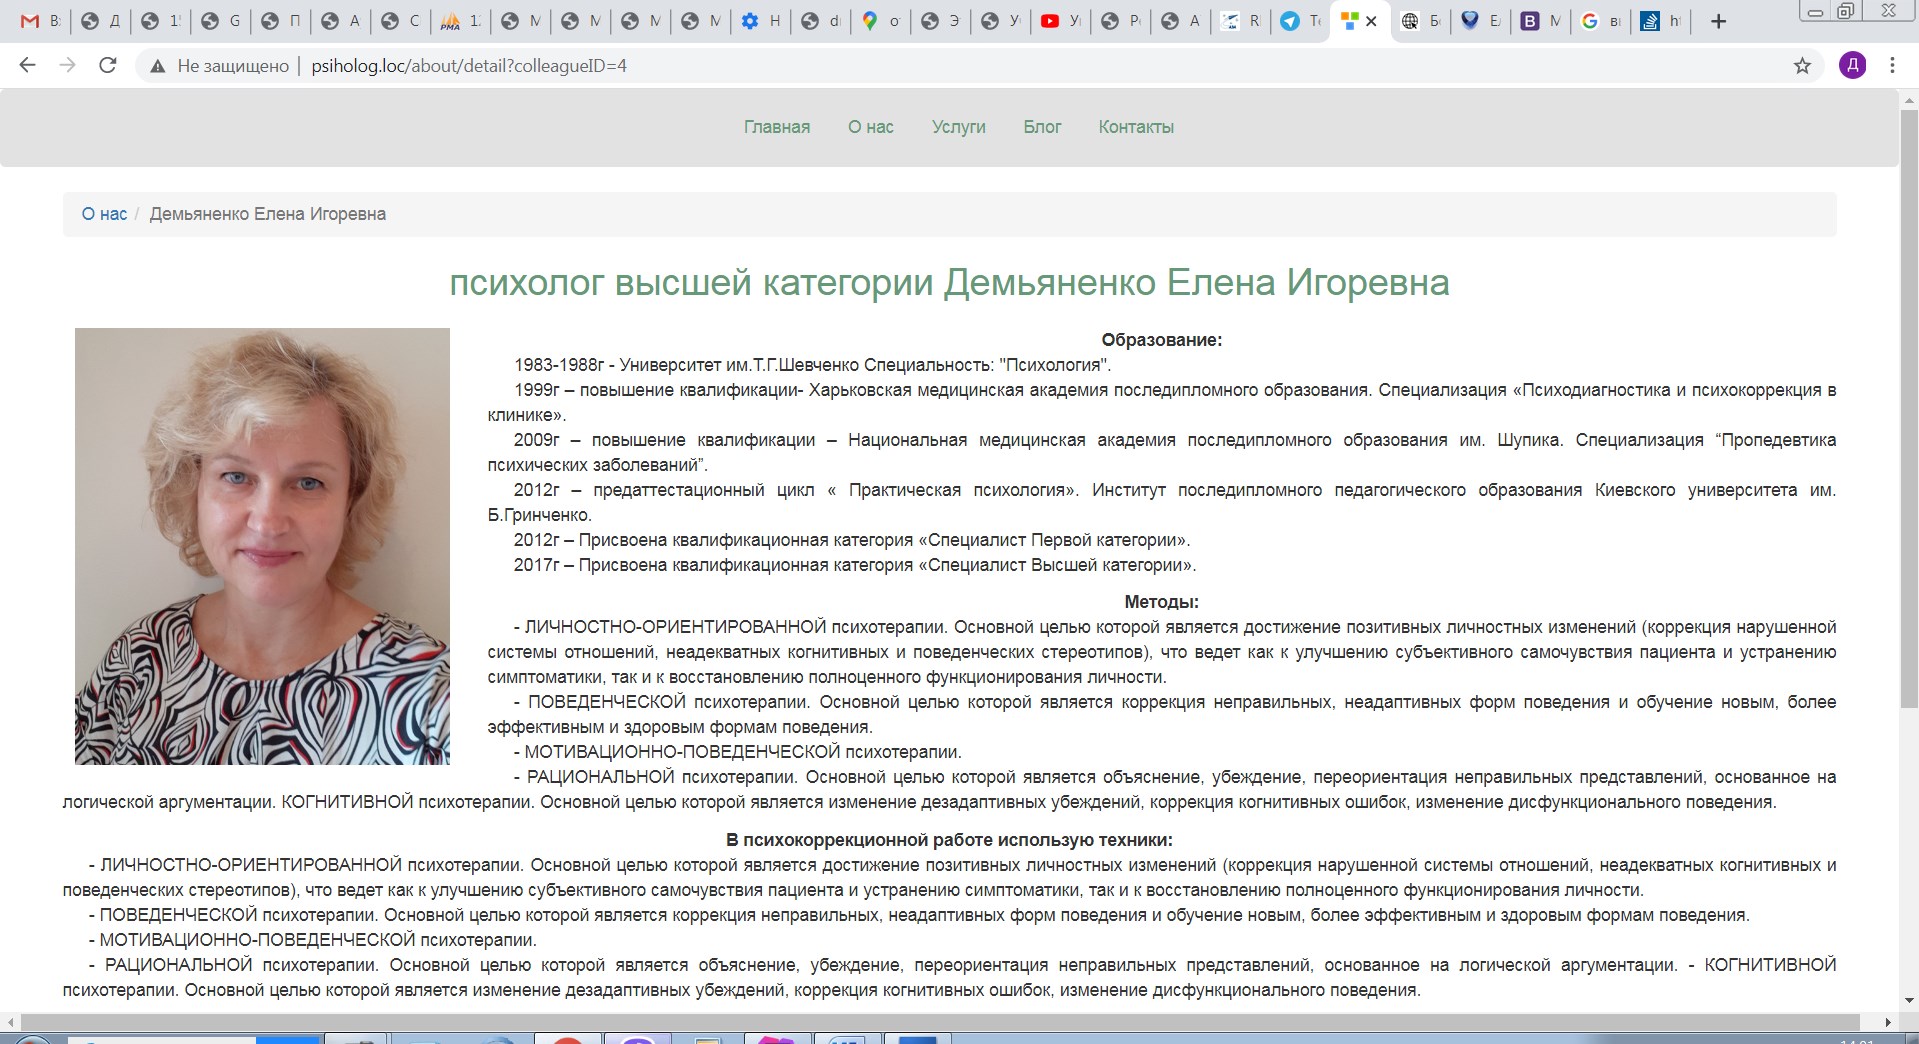 Не защищено psiholog.loc/about/detail?colleagueID=4
Д
Главная О нас Услуги Блог Контакты
О нас / Демьяненко Елена Игоревна
психолог высшей категории Демьяненко Елена Игоревна
Образование:
1983-1988г - Университет им.Т.Г.Шевченко Специальность: "Психология".
1999г – повышение квалификации- Харьковская медицинская академия последипломного образования. Специализация «Психодиагностика и психокоррекция в
клинике».
2009г – повышение квалификации – Национальная медицинская академия последипломного образования им. Шупика. Специализация “Пропедевтика
психических заболеваний”.
2012г – предаттестационный цикл « Практическая психология». Институт последипломного педагогического образования Киевского университета им.
Б.Гринченко.
2012г – Присвоена квалификационная категория «Специалист Первой категории».
2017г – Присвоена квалификационная категория «Специалист Высшей категории».
Методы:
- ЛИЧНОСТНО-ОРИЕНТИРОВАННОЙ психотерапии. Основной целью которой является достижение позитивных личностных изменений (коррекция нарушенной
системы отношений, неадекватных когнитивных и поведенческих стереотипов), что ведет как к улучшению субъективного самочувствия пациента и устранению
симптоматики, так и к восстановлению полноценного функционирования личности.
- ПОВЕДЕНЧЕСКОЙ психотерапии. Основной целью которой является коррекция неправильных, неадаптивных форм поведения и обучение новым, более
эффективным и здоровым формам поведения.
- МОТИВАЦИОННО-ПОВЕДЕНЧЕСКОЙ психотерапии.
- РАЦИОНАЛЬНОЙ психотерапии. Основной целью которой является объяснение, убеждение, переориентация неправильных представлений, основанное на
логической аргументации. КОГНИТИВНОЙ психотерапии. Основной целью которой является изменение дезадаптивных убеждений, коррекция когнитивных ошибок, изменение дисфункционального поведения.
В психокоррекционной работе использую техники:
- ЛИЧНОСТНО-ОРИЕНТИРОВАННОЙ психотерапии. Основной целью которой является достижение позитивных личностных изменений (коррекция нарушенной системы отношений, неадекватных когнитивных и
поведенческих стереотипов), что ведет как к улучшению субъективного самочувствия пациента и устранению симптоматики, так и к восстановлению полноценного функционирования личности.
- ПОВЕДЕНЧЕСКОЙ психотерапии. Основной целью которой является коррекция неправильных, неадаптивных форм поведения и обучение новым, более эффективным и здоровым формам поведения.
- МОТИВАЦИОННО-ПОВЕДЕНЧЕСКОЙ психотерапии.
- РАЦИОНАЛЬНОЙ психотерапии. Основной целью которой является объяснение, убеждение, переориентация неправильных представлений, основанное на логической аргументации. - КОГНИТИВНОЙ
психотерапии. Основной целью которой является изменение дезадаптивных убеждений, коррекция когнитивных ошибок, изменение дисфункционального поведения.